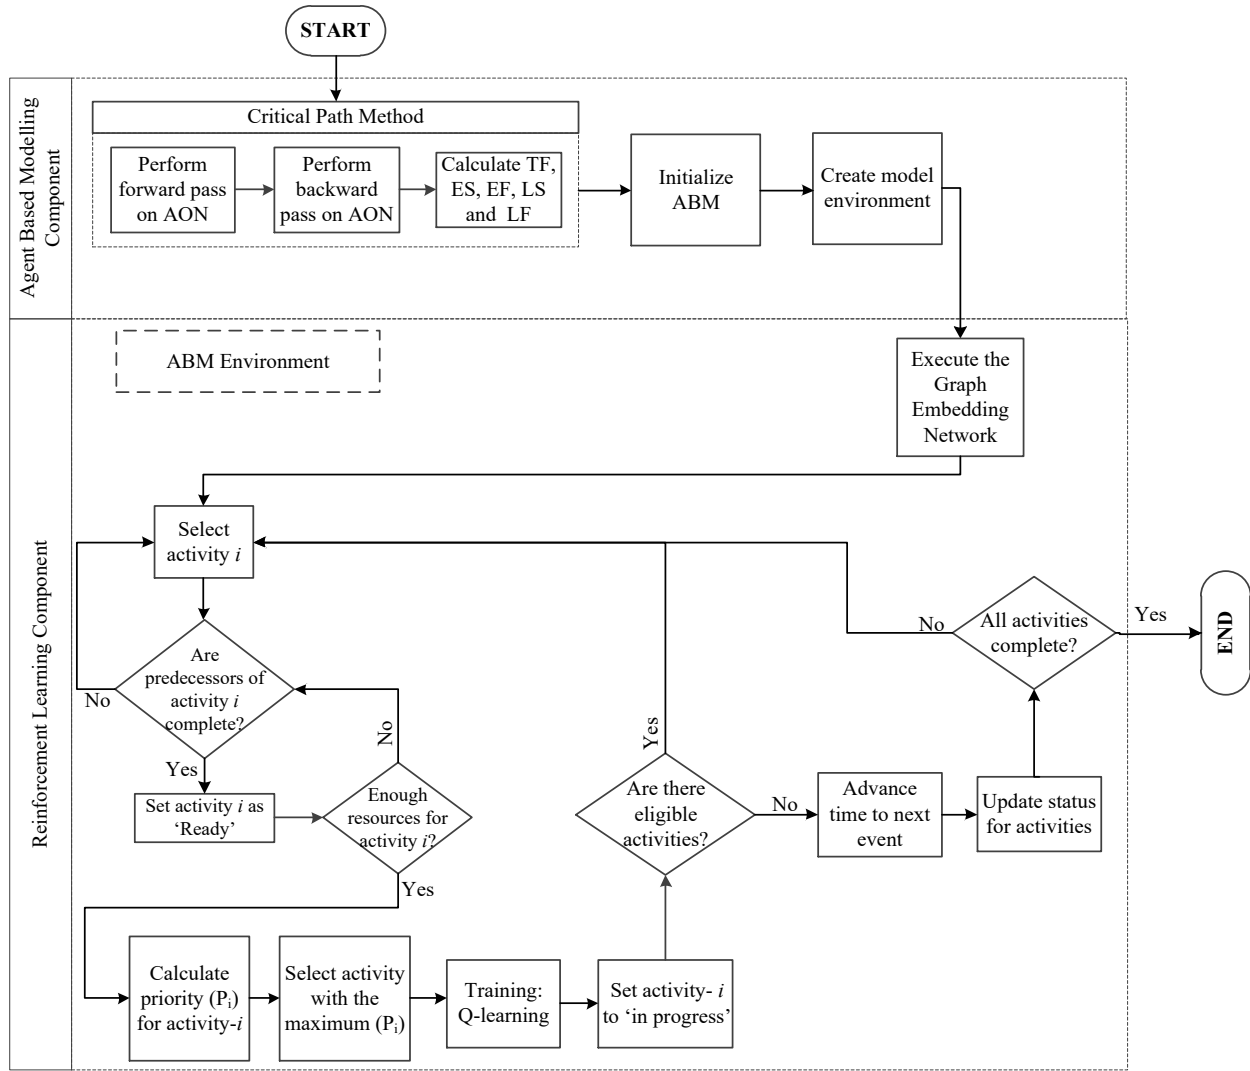 START
Agent Based Modelling
Component
Critical Path Method
Perform
forward pass
on AON
Perform
backward
pass on AON
Calculate TF,
ES, EF, LS
and LF
Initialize
ABM
Create model
environment
Reinforcement Learning Component
ABM Environment
Execute the
Graph
Embedding
Network
Select
activity i
Are
predecessors of
activity i
complete?
No
Yes
Set activity i as
‘Ready’
Enough
resources for
activity i?
No
Yes
Calculate
priority (Pi)
for activity-i
Select activity
with the
maximum (Pi)
Training:
Q-learning
Set activity- i
to ‘in progress’
Are there
eligible
activities?
Yes
No
Advance
time to next
event
Update status
for activities
All activities
complete?
No
Yes
END